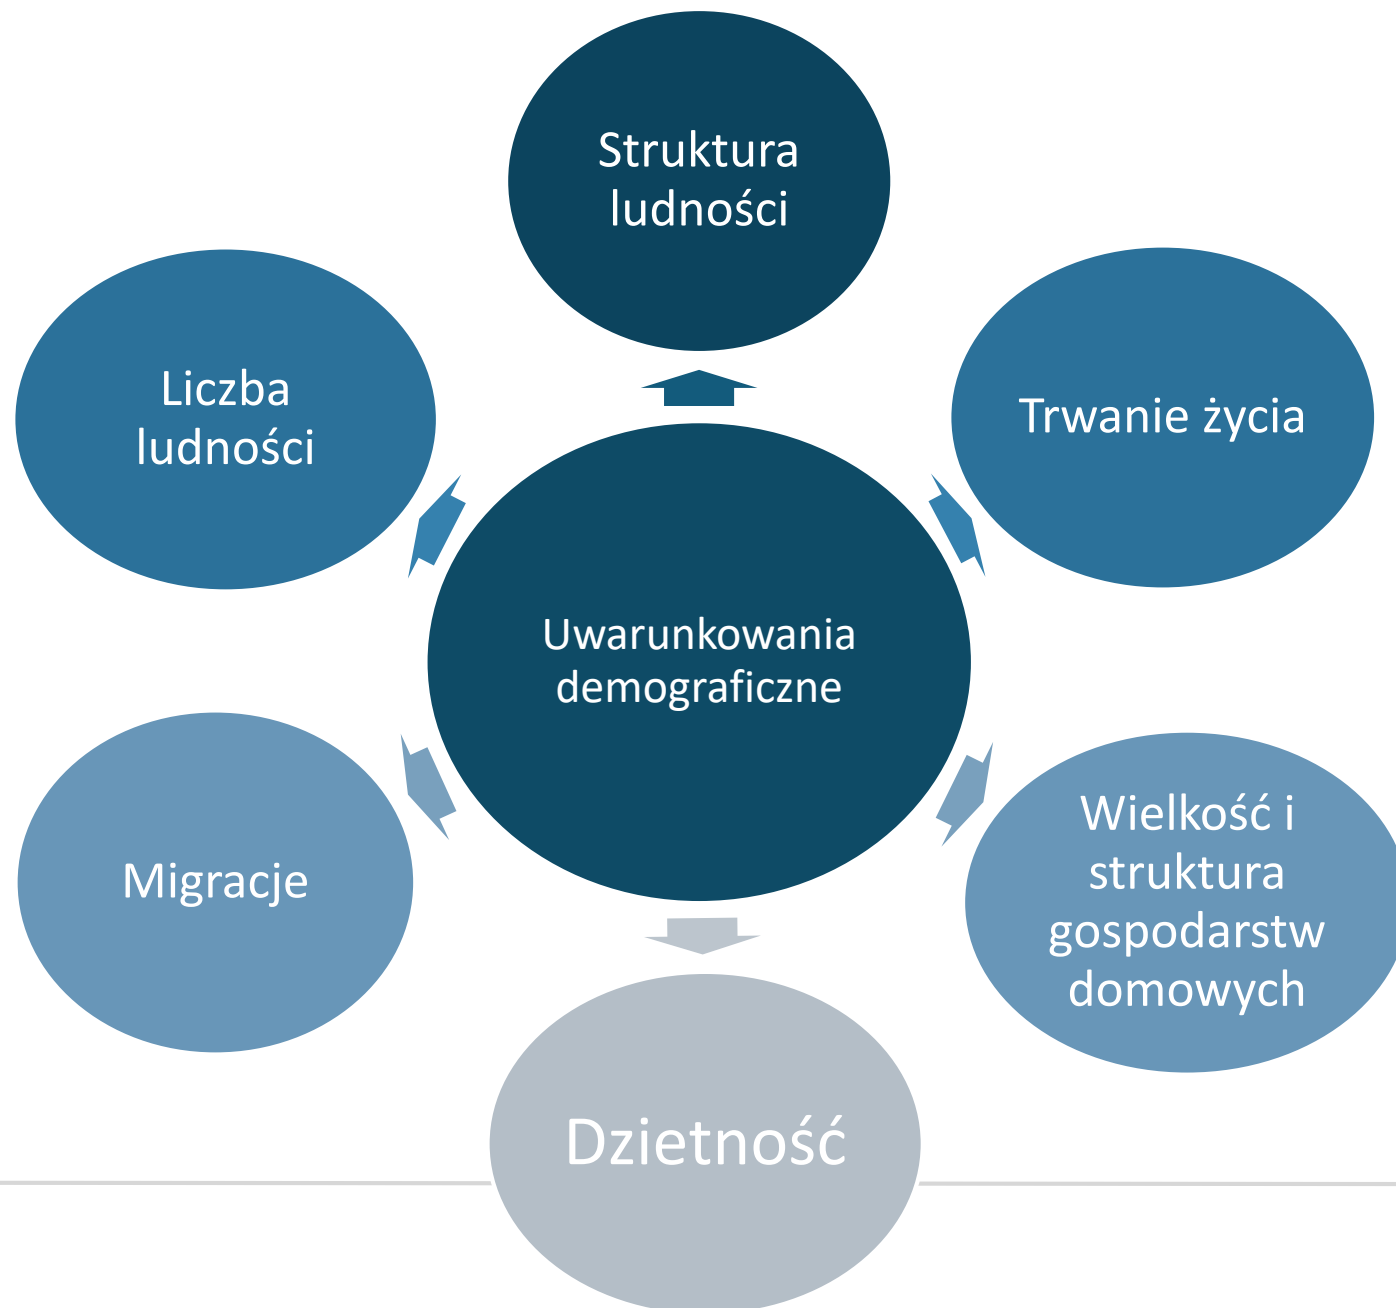 Struktura
ludności
Liczba
ludności
Trwanie życia
Uwarunkowania
demograficzne
Migracje
Wielkość i
struktura
gospodarstw
domowych
Dzietność